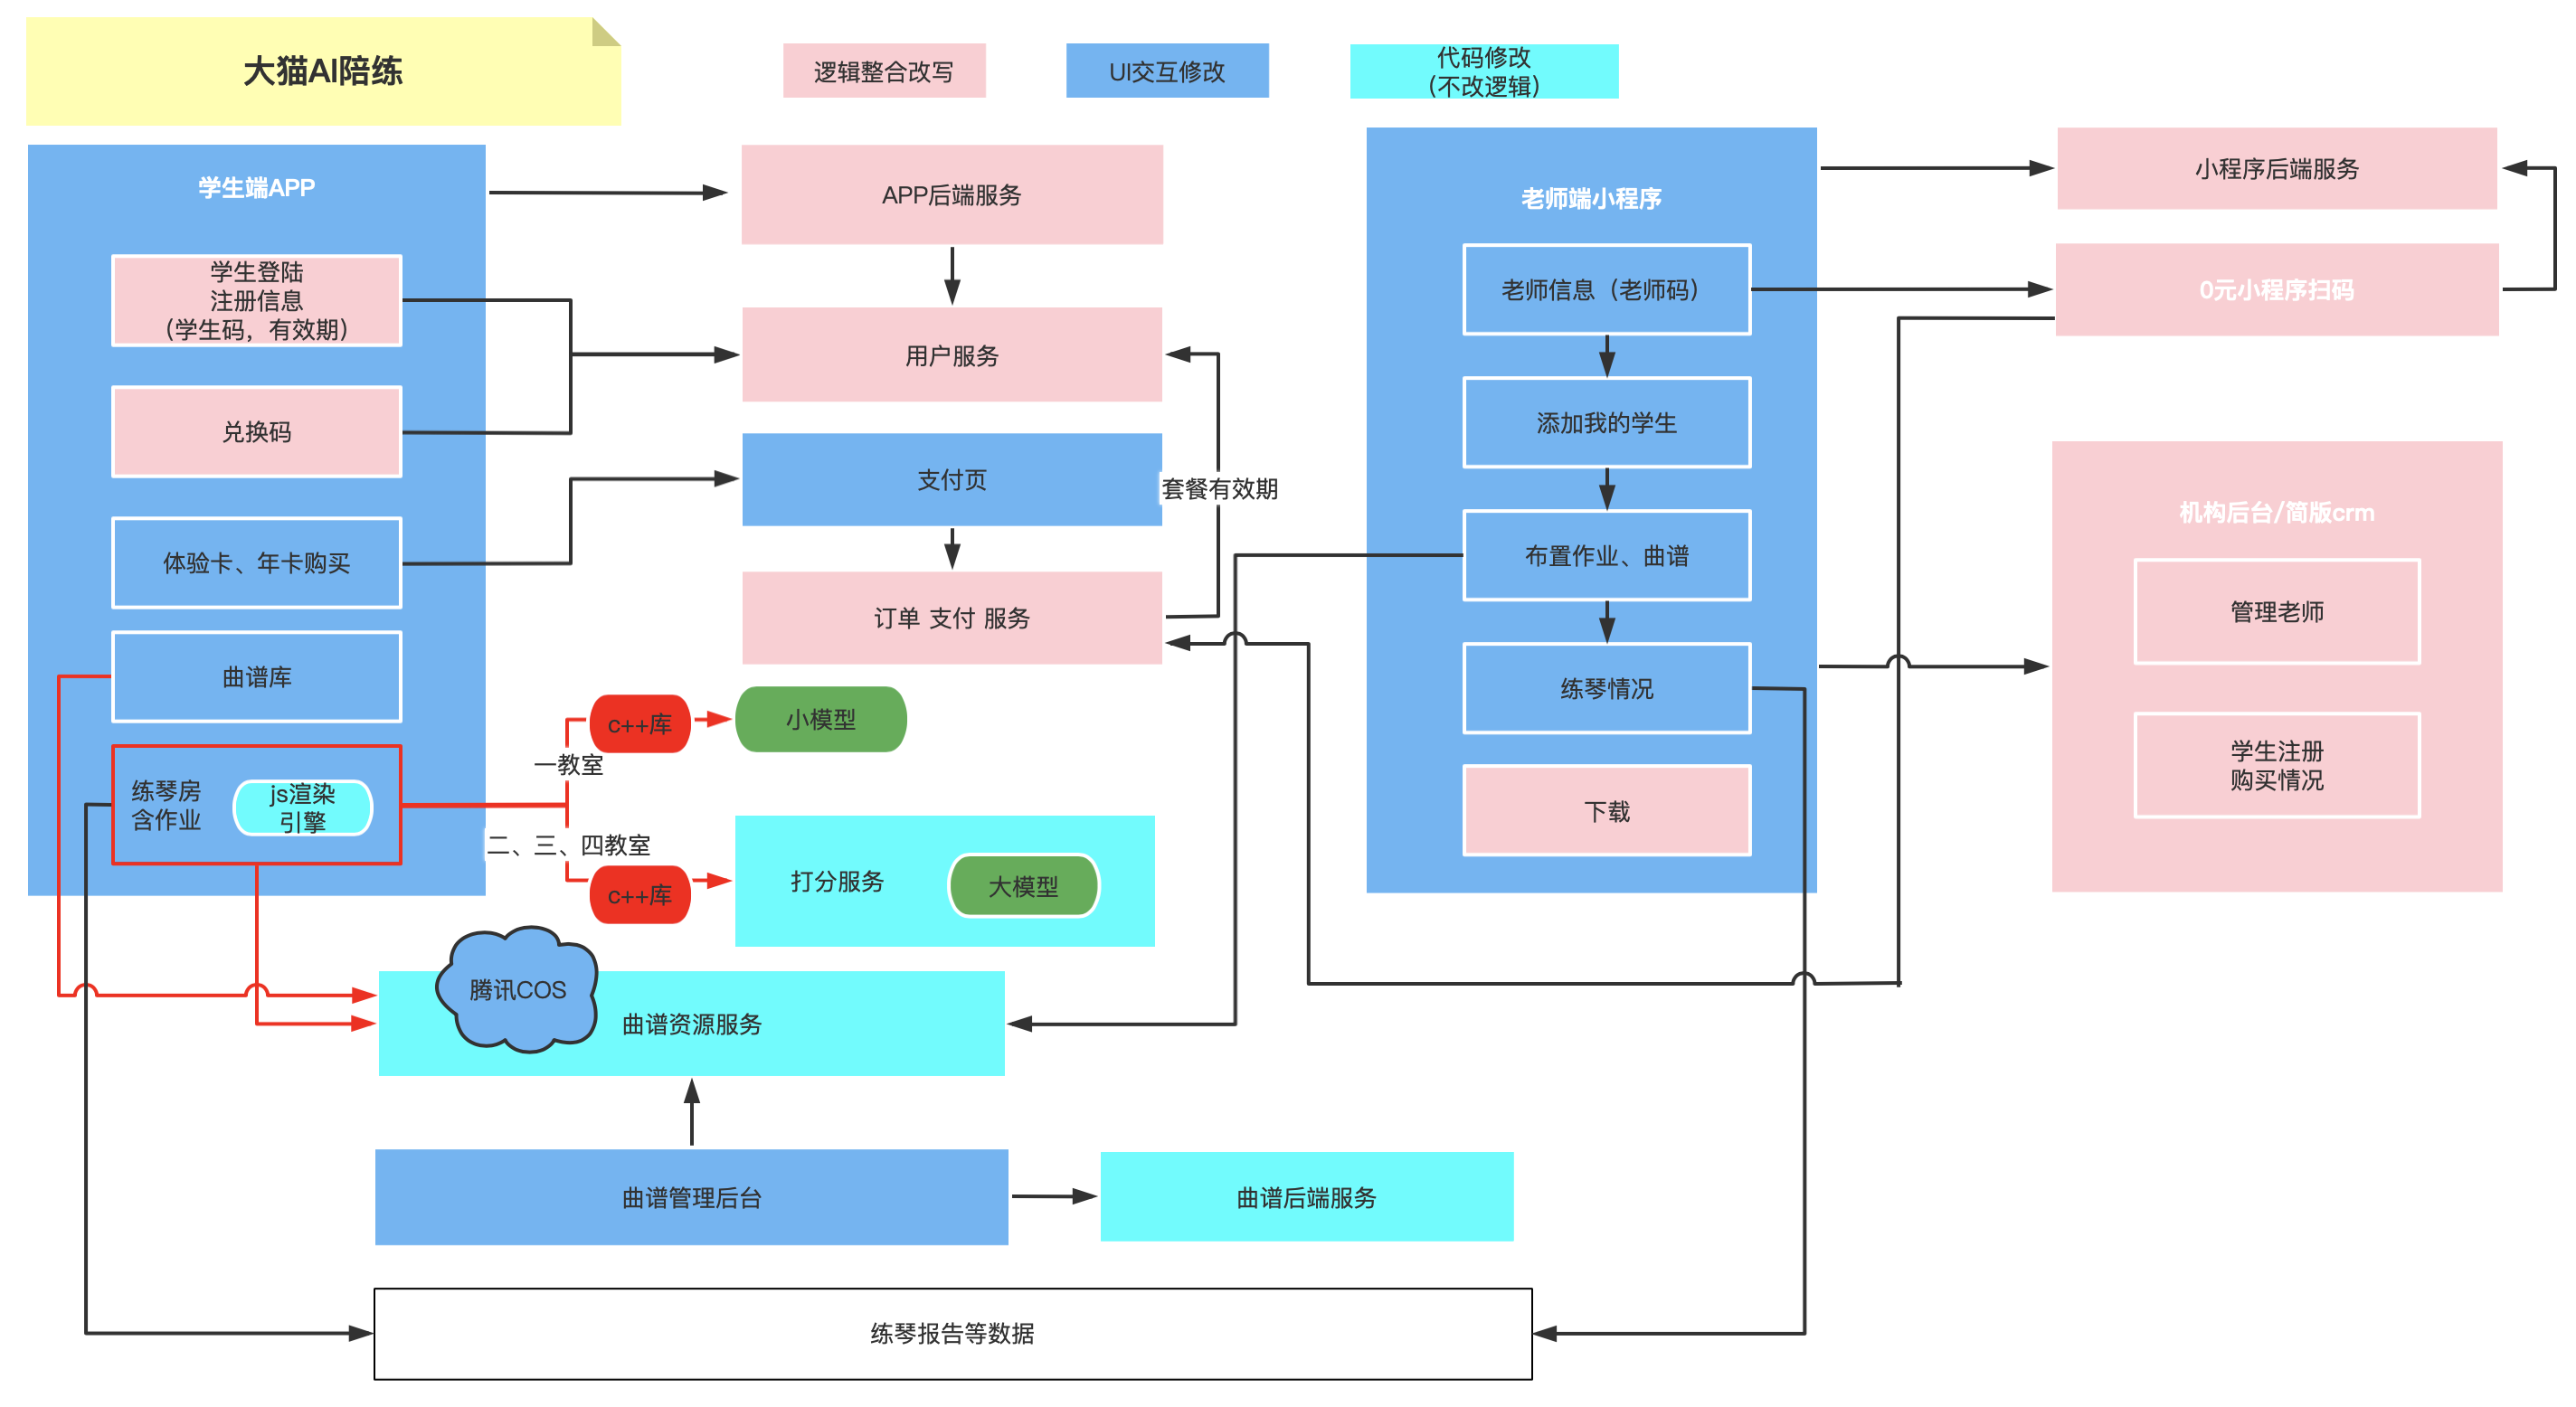 大猫AI陪练
逻辑整合改写
UI交互修改
代码修改
（不改逻辑）
学生端APP
学生登陆
注册信息
（学生码，有效期）
兑换码
体验卡、年卡购买
曲谱库
练琴房
含作业
js渲染
引擎
APP后端服务
用户服务
支付页
套餐有效期
订单 支付 服务
c++库
小模型
一教室
二、三、四教室
c++库
打分服务
大模型
腾讯COS
曲谱资源服务
曲谱管理后台
曲谱后端服务
练琴报告等数据
老师端小程序
老师信息（老师码）
添加我的学生
布置作业、曲谱
练琴情况
下载
小程序后端服务
0元小程序扫码
机构后台/简版crm
管理老师
学生注册
购买情况